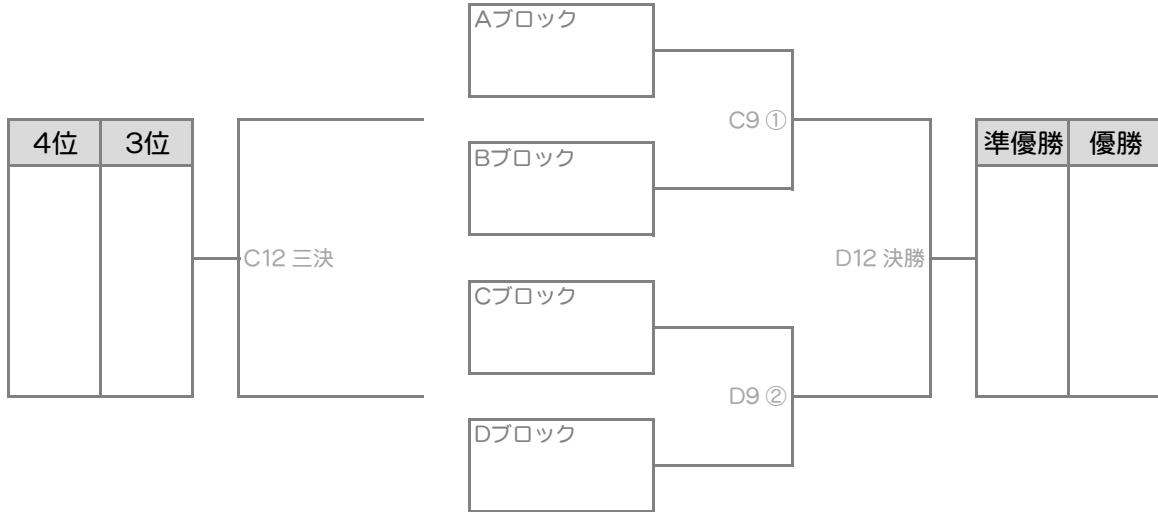 Aブロック
C9 ①
4位 3位
準優勝 優勝
Bブロック
C12 三決
D12 決勝
Cブロック
D9 ②
Dブロック